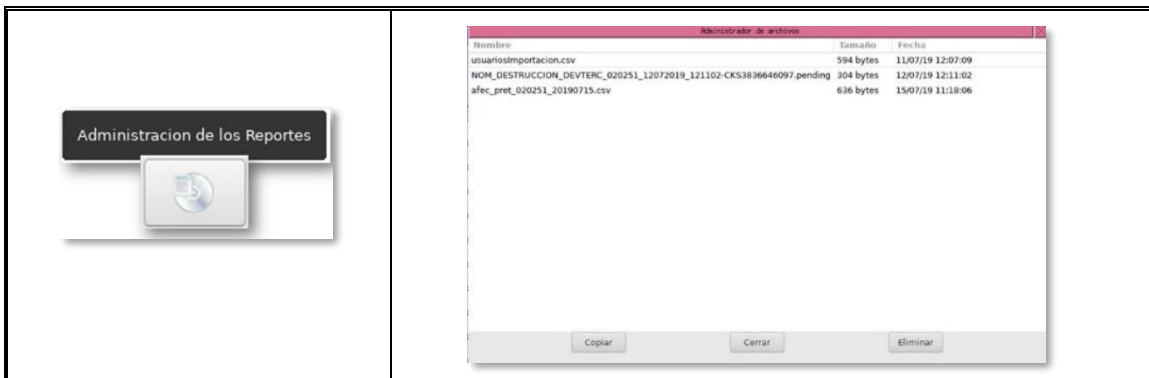 Administracion de los Reportes
Administrador de archivos
Nombre Tamaño Fecha
usuariosImportacion.csv 594 bytes 11/07/19 12:07:09
NOM_DESTRUCCION_DEVTERC_020251_12072019_121102-CKS3836646097.pending 304 bytes 12/07/19 12:11:02
afec_pret_020251_20190715.csv 636 bytes 15/07/19 11:18:06
Copiar Cerrar Eliminar